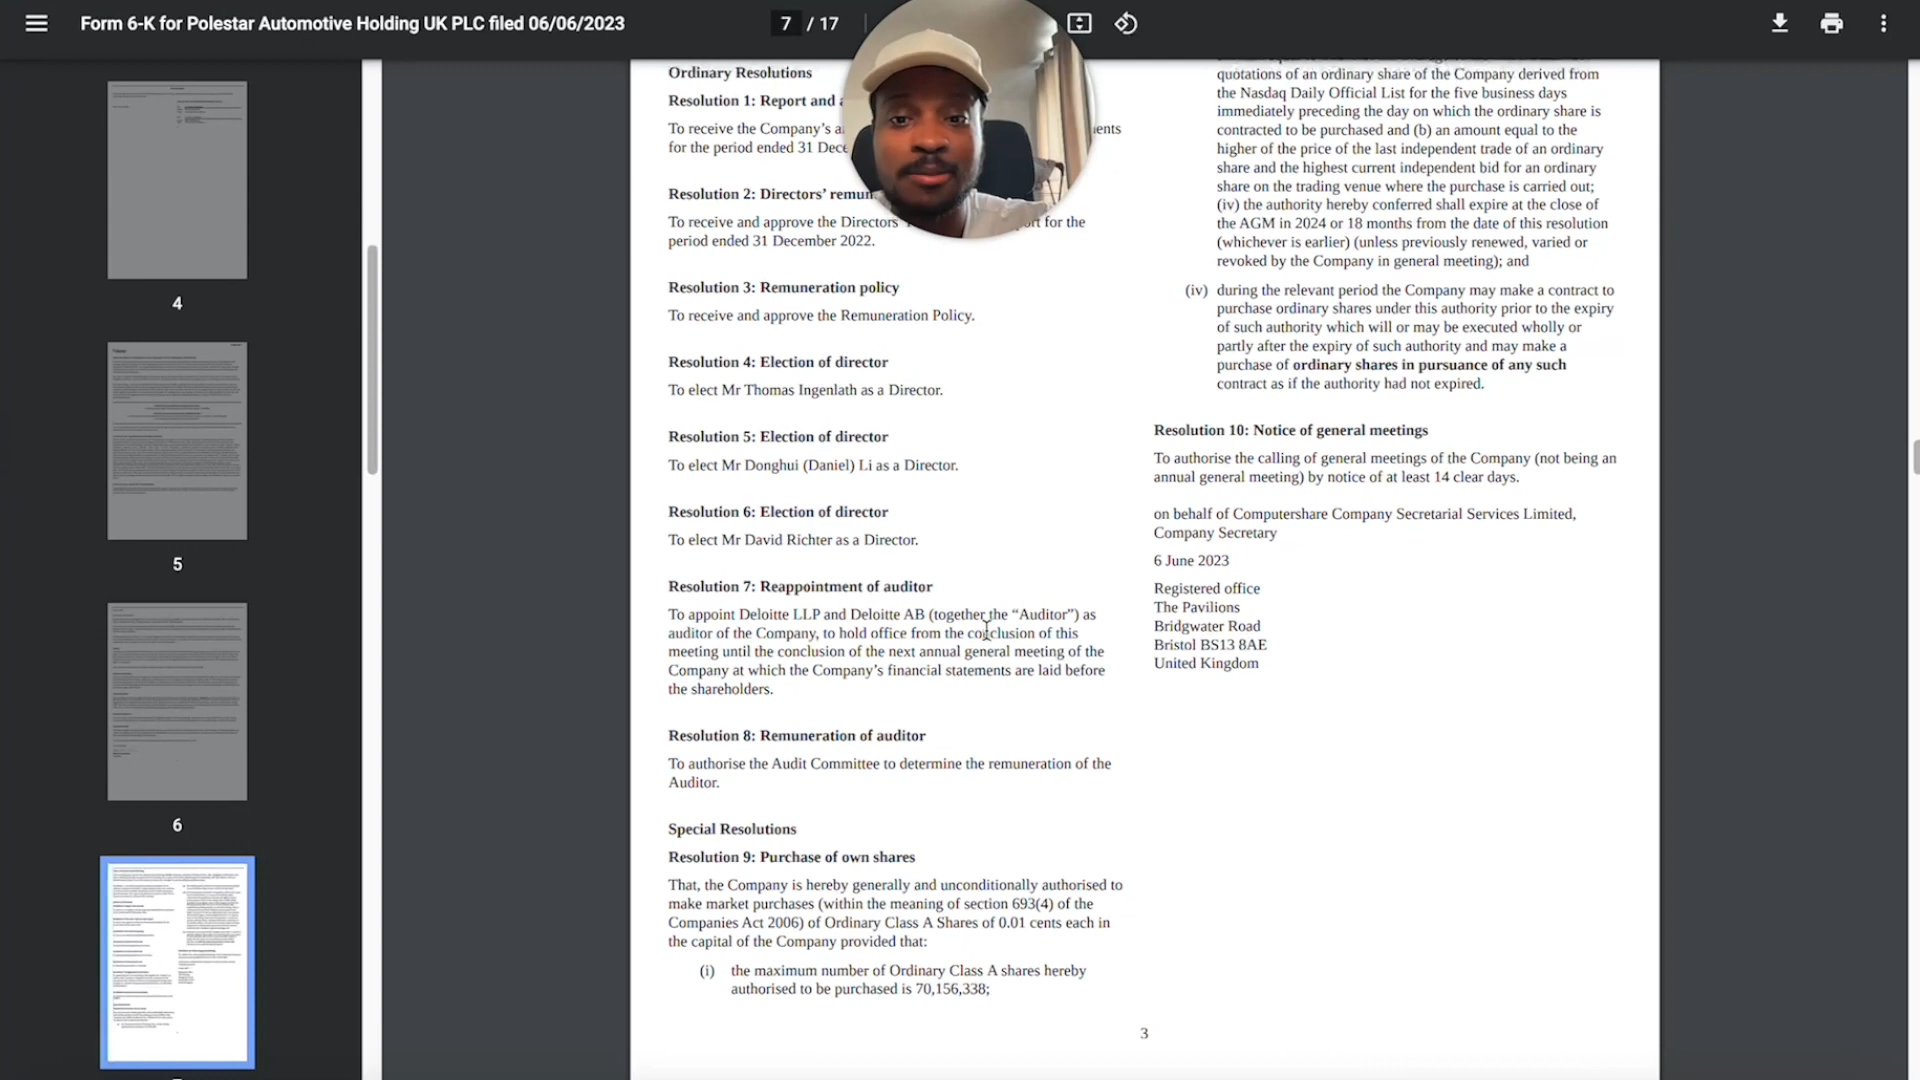 Form 6-K for Polestar Automotive Holding UK PLC filed 06/06/2023
7 / 17
4
5
6
Ordinary Resolutions
Resolution 1: Report and
To receive the Company's
for the period ended 31
Resolution 2: Directors'
To receive and approve the Directors for the
period ended 31 December 2022.
Resolution 3: Remuneration policy
To receive and approve the Remuneration Policy.
Resolution 4: Election of director
To elect Mr Thomas Ingenlath as a Director.
Resolution 5: Election of director
To elect Mr Donghui (Daniel) Li as a Director.
Resolution 6: Election of director
To elect Mr David Richter as a Director.
Resolution 7: Reappointment of auditor
To appoint Deloitte LLP and Deloitte AB (together the “Auditor”) as
auditor of the Company, to hold office from the conclusion of this
meeting until the conclusion of the next annual general meeting of the
Company at which the Company’s financial statements are laid before
the shareholders.
Resolution 8: Remuneration of auditor
To authorise the Audit Committee to determine the remuneration of the
Auditor.
Special Resolutions
Resolution 9: Purchase of own shares
That, the Company is hereby generally and unconditionally authorised to
make market purchases (within the meaning of section 693(4) of the
Companies Act 2006) of Ordinary Class A Shares of 0.01 cents each in
the capital of the Company provided that:
(i) the maximum number of Ordinary Class A shares hereby
authorised to be purchased is 70,156,338;
quotations of an ordinary share of the Company derived from
the Nasdaq Daily Official List for the five business days
immediately preceding the day on which the ordinary share is
contracted to be purchased and (b) an amount equal to the
higher of the price of the last independent trade of an ordinary
share and the highest current independent bid for an ordinary
share on the trading venue where the purchase is carried out;
(iv) the authority hereby conferred shall expire at the close of
the AGM in 2024 or 18 months from the date of this resolution
(whichever is earlier) (unless previously renewed, varied or
revoked by the Company in general meeting); and
(iv) during the relevant period the Company may make a contract to
purchase ordinary shares under this authority prior to the expiry
of such authority which will or may be executed wholly or
partly after the expiry of such authority and may make a
purchase of ordinary shares in pursuance of any such
contract as if the authority had not expired.
Resolution 10: Notice of general meetings
To authorise the calling of general meetings of the Company (not being an
annual general meeting) by notice of at least 14 clear days.
on behalf of Computershare Company Secretarial Services Limited,
Company Secretary
6 June 2023
Registered office
The Pavilions
Bridgwater Road
Bristol BS13 8AE
United Kingdom
3